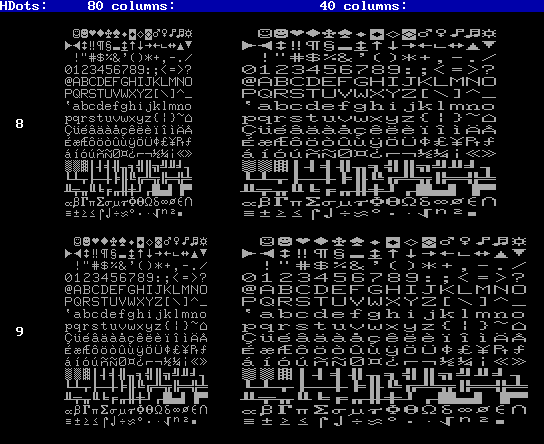 HDots: 80 columns: 40 columns:
☺☻♥♦♣♠•◘○◙♂♀♪♫☼ ☺☻♥♦♣♠•◘○◙♂♀♪♫☼
►◄↕‼¶§▬↨↑↓→←∟↔▲▼ ►◄↕‼¶§▬↨↑↓→←∟↔▲▼
!"#$%&'()*+,-./ !"#$%&'()*+,-./
0123456789:;<=>? 0123456789:;<=>?
@ABCDEFGHIJKLMNO @ABCDEFGHIJKLMNO
PQRSTUVWXYZ[\]^_ PQRSTUVWXYZ[\]^_
`abcdefghijklmno `abcdefghijklmno
8 pqrstuvwxyz{|}~⌂ pqrstuvwxyz{|}~⌂
ÇüéâäàåçêëèïîìÄÅ ÇüéâäàåçêëèïîìÄÅ
ÉæÆôöòûùÿÖÜ¢£¥₧ƒ ÉæÆôöòûùÿÖÜ¢£¥₧ƒ
áíóúñÑªº¿⌐¬½¼¡«» áíóúñÑªº¿⌐¬½¼¡«»
░▒▓│┤╡╢╖╕╣║╗╝╜╛┐ ░▒▓│┤╡╢╖╕╣║╗╝╜╛┐
└┴┬├─┼╞╟╚╔╩╦╠═╬╧ └┴┬├─┼╞╟╚╔╩╦╠═╬╧
╨╤╥╙╘╒╓╫╪┘┌█▄▌▐▀ ╨╤╥╙╘╒╓╫╪┘┌█▄▌▐▀
αßΓπΣσµτΦΘΩδ∞φε∩ αßΓπΣσµτΦΘΩδ∞φε∩
≡±≥≤⌠⌡÷≈°∙·√ⁿ²■ ≡±≥≤⌠⌡÷≈°∙·√ⁿ²■
☺☻♥♦♣♠•◘○◙♂♀♪♫☼ ☺☻♥♦♣♠•◘○◙♂♀♪♫☼
►◄↕‼¶§▬↨↑↓→←∟↔▲▼ ►◄↕‼¶§▬↨↑↓→←∟↔▲▼
!"#$%&'()*+,-./ !"#$%&'()*+,-./
0123456789:;<=>? 0123456789:;<=>?
@ABCDEFGHIJKLMNO @ABCDEFGHIJKLMNO
PQRSTUVWXYZ[\]^_ PQRSTUVWXYZ[\]^_
`abcdefghijklmno `abcdefghijklmno
9 pqrstuvwxyz{|}~⌂ pqrstuvwxyz{|}~⌂
ÇüéâäàåçêëèïîìÄÅ ÇüéâäàåçêëèïîìÄÅ
ÉæÆôöòûùÿÖÜ¢£¥₧ƒ ÉæÆôöòûùÿÖÜ¢£¥₧ƒ
áíóúñÑªº¿⌐¬½¼¡«» áíóúñÑªº¿⌐¬½¼¡«»
░▒▓│┤╡╢╖╕╣║╗╝╜╛┐ ░▒▓│┤╡╢╖╕╣║╗╝╜╛┐
└┴┬├─┼╞╟╚╔╩╦╠═╬╧ └┴┬├─┼╞╟╚╔╩╦╠═╬╧
╨╤╥╙╘╒╓╫╪┘┌█▄▌▐▀ ╨╤╥╙╘╒╓╫╪┘┌█▄▌▐▀
αßΓπΣσµτΦΘΩδ∞φε∩ αßΓπΣσµτΦΘΩδ∞φε∩
≡±≥≤⌠⌡÷≈°∙·√ⁿ²■ ≡±≥≤⌠⌡÷≈°∙·√ⁿ²■